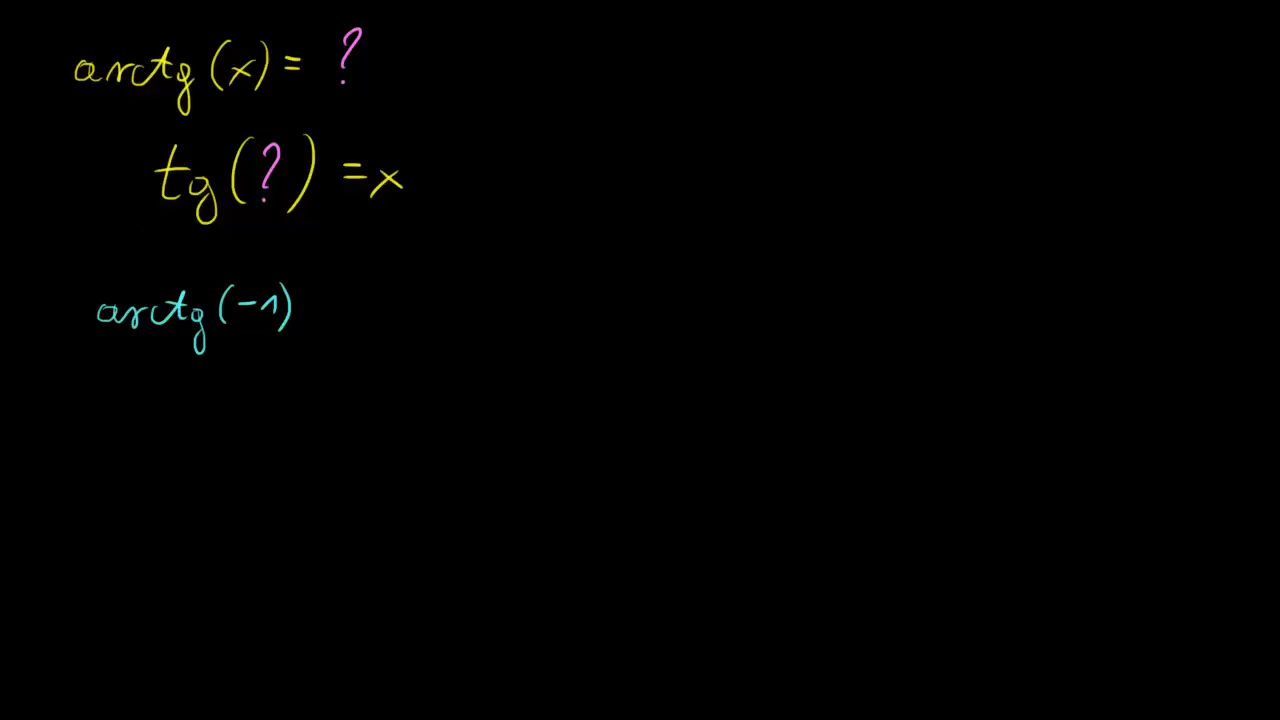 arctg(x) = ?
tg(?) = x
arctg(-1)